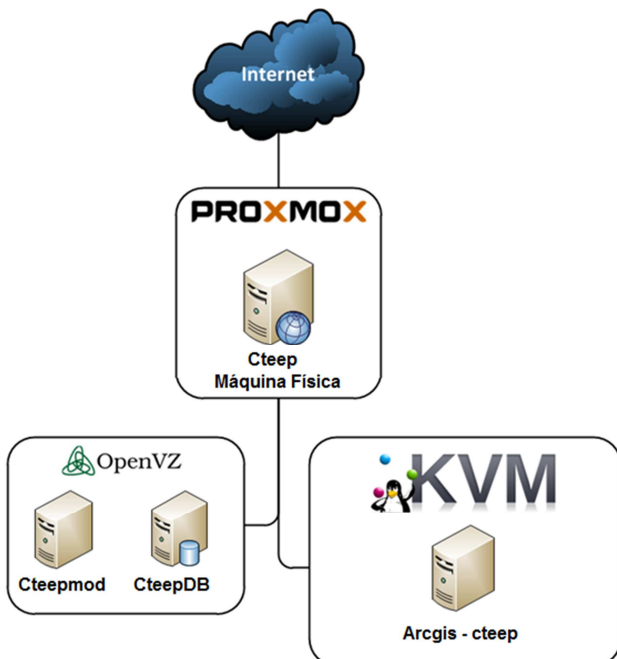 Internet
PROXMOX
Cteep
Máquina Física
OpenVZ
Cteepmod
CteepDB
KVM
Arcgis - cteep